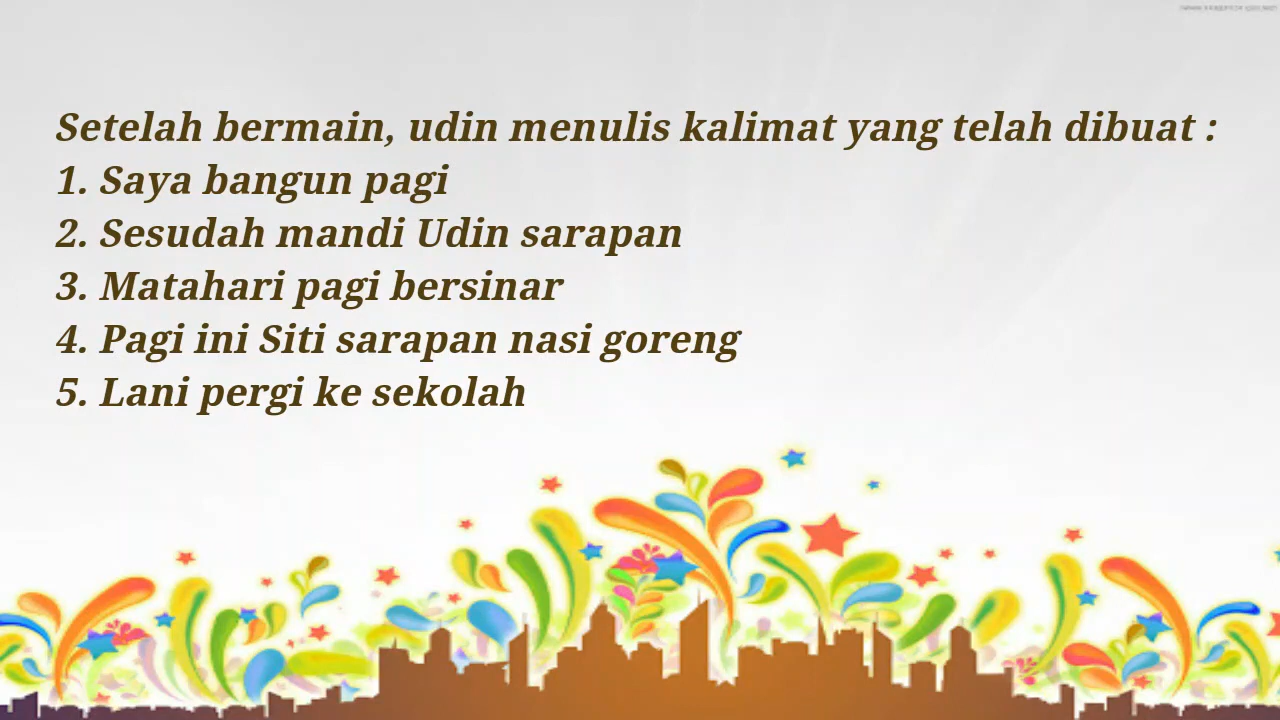 Setelah bermain, udin menulis kalimat yang telah dibuat :
1. Saya bangun pagi
2. Sesudah mandi Udin sarapan
3. Matahari pagi bersinar
4. Pagi ini Siti sarapan nasi goreng
5. Lani pergi ke sekolah